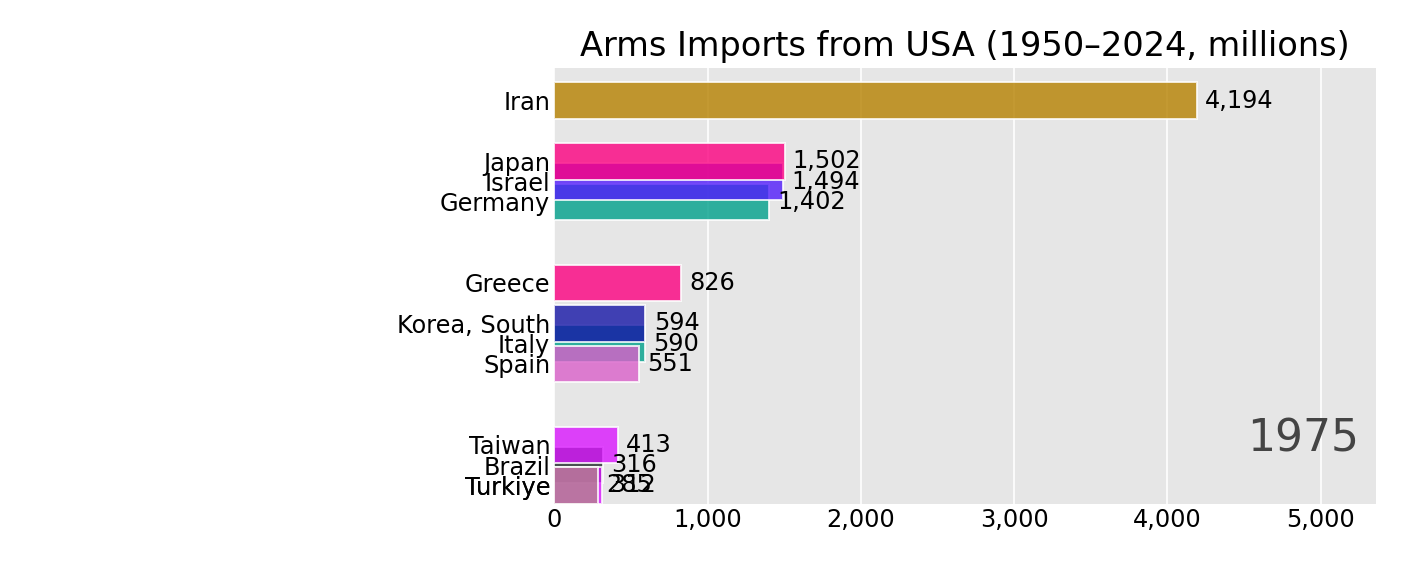 Arms Imports from USA (1950–2024, millions)
Iran 4,194
Japan 1,502
Israel 1,494
Germany 1,402
Greece 826
Korea, South 594
Italy 590
Spain 551
Taiwan 413
Brazil 316
Turkiye 285 312
1975
0 1,000 2,000 3,000 4,000 5,000